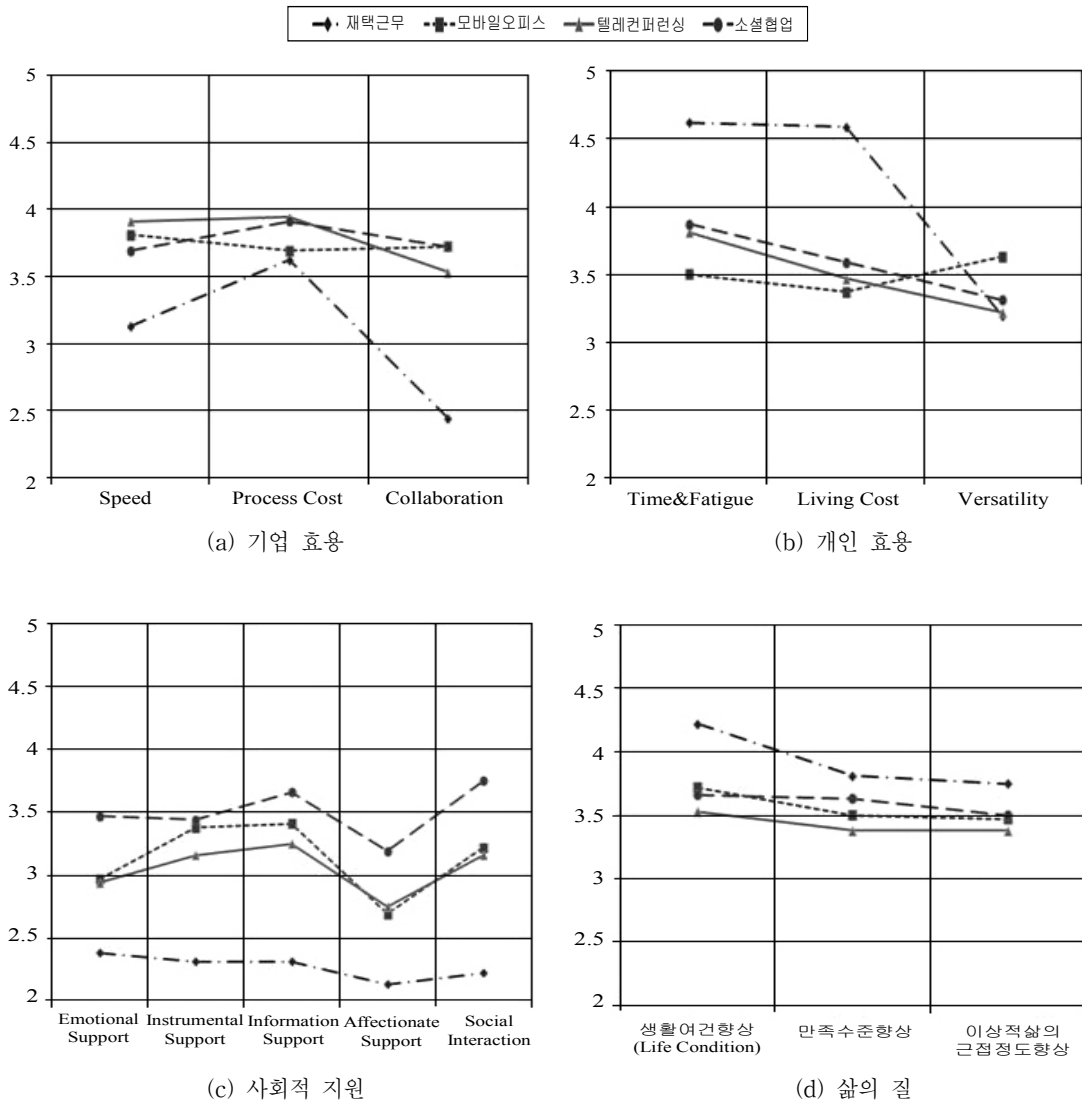 재택근무 모바일오피스 텔레컨퍼런싱 소셜협업
5
4.5
4
3.5
3
2.5
2
Speed Process Cost Collaboration
(a) 기업 효용
5
4.5
4
3.5
3
2.5
2
Time&Fatigue Living Cost Versatility
(b) 개인 효용
5
4.5
4
3.5
3
2.5
2
Emotional Instrumental Information Affectionate Social
Support Support Support Support Interaction
(c) 사회적 지원
5
4.5
4
3.5
3
2.5
2
생활여건향상 만족수준향상 이상적삶의
(Life Condition) 근접정도향상
(d) 삶의 질